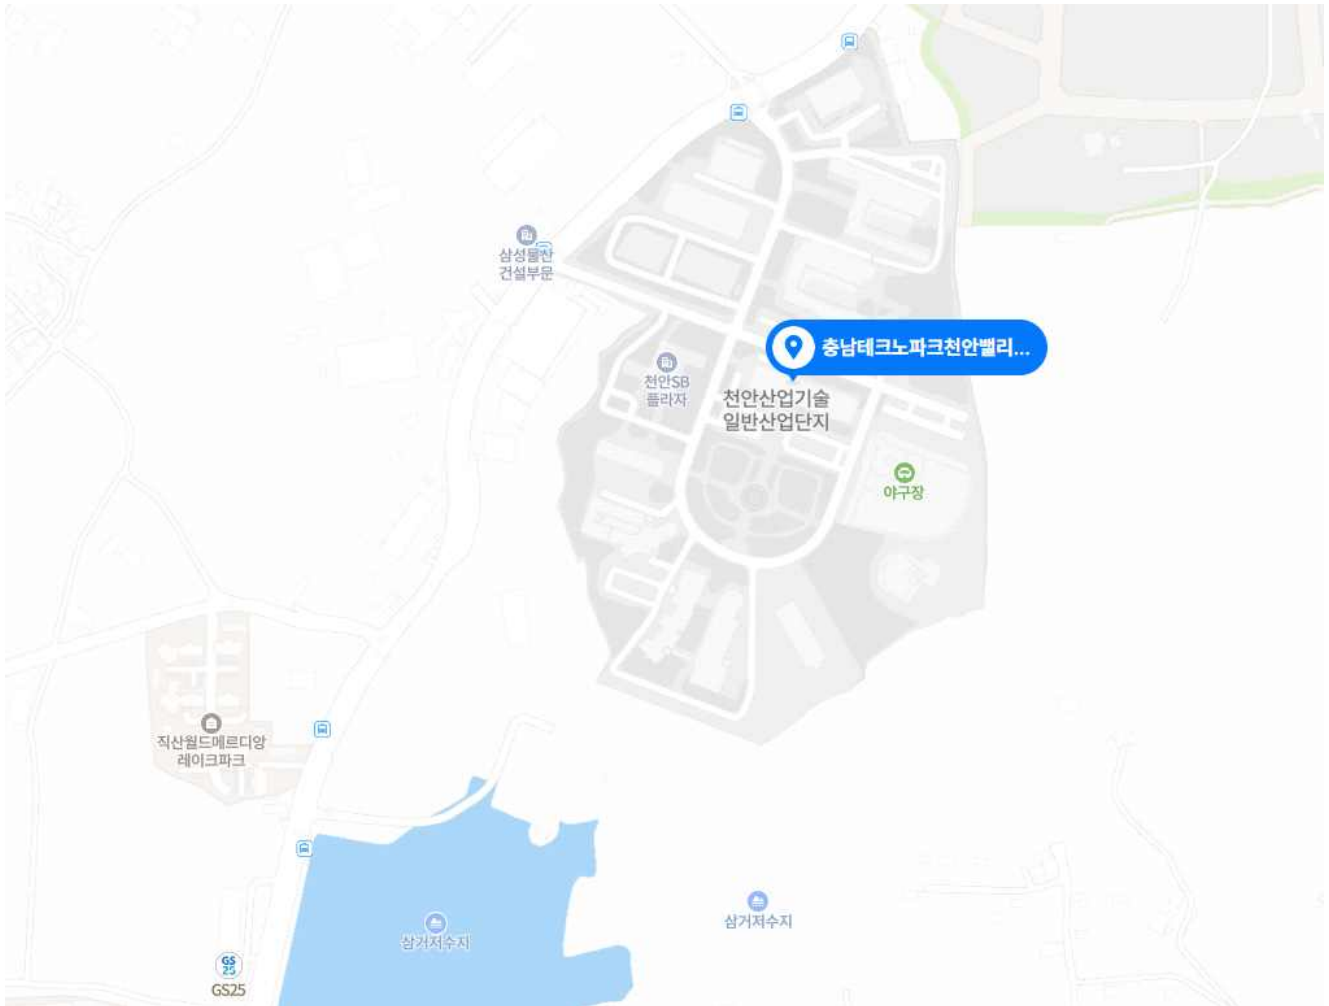 삼성물산
건설부문
충남테크노파크천안밸리...
천안SB
플라자
천안산업기술
일반산업단지
야구장
직산월드메르디앙
레이크파크
삼거저수지
삼거저수지
GS
25
GS25